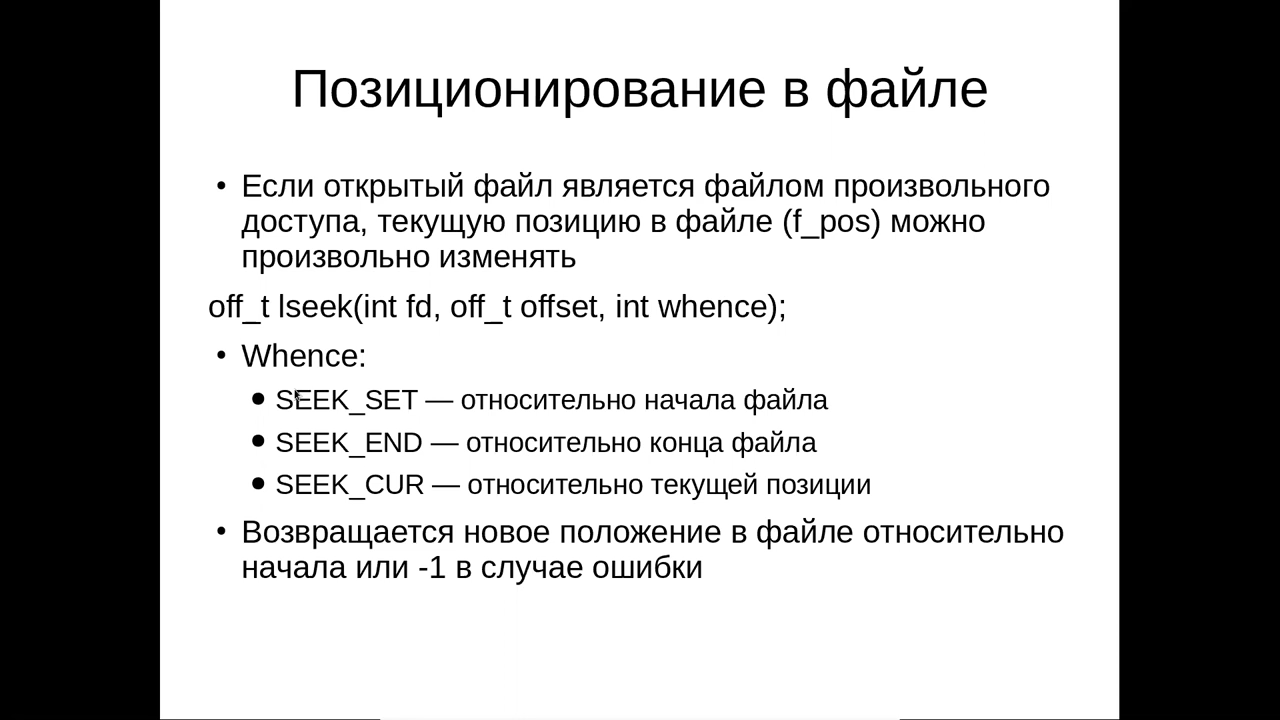 Позиционирование в файле
• Если открытый файл является файлом произвольного
доступа, текущую позицию в файле (f_pos) можно
произвольно изменять
off_t lseek(int fd, off_t offset, int whence);
• Whence:
● SEEK_SET — относительно начала файла
● SEEK_END — относительно конца файла
● SEEK_CUR — относительно текущей позиции
• Возвращается новое положение в файле относительно
начала или -1 в случае ошибки